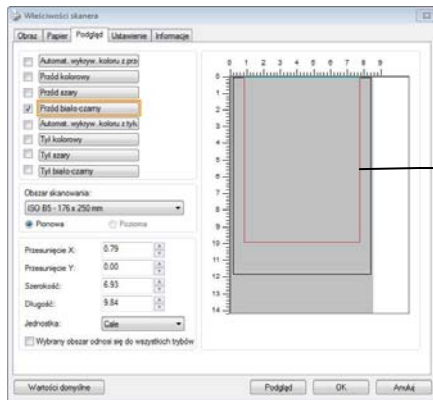 Właściwości skanera
Obraz Papier Podgląd Ustawienie Informacje
Automat. wykryw. koloru z prz
Przód kolorowy
Przód szary
Przód biało-czarny
Automat. wykryw. koloru z tyłu
Tył kolorowy
Tył szary
Tył biało-czarny
Obszar skanowania:
ISO B5 - 176 x 250 mm
Pionowa Pozioma
Przesunięcie X: 0.79
Przesunięcie Y: 0.00
Szerokość: 6.93
Długość: 9.84
Jednostka: Cale
Wybrany obszar odnosi się do wszystkich trybów
0 1 2 3 4 5 6 7 8 9
0
1
2
3
4
5
6
7
8
9
10
11
12
13
14
Wartości domyślne Podgląd OK Anuluj